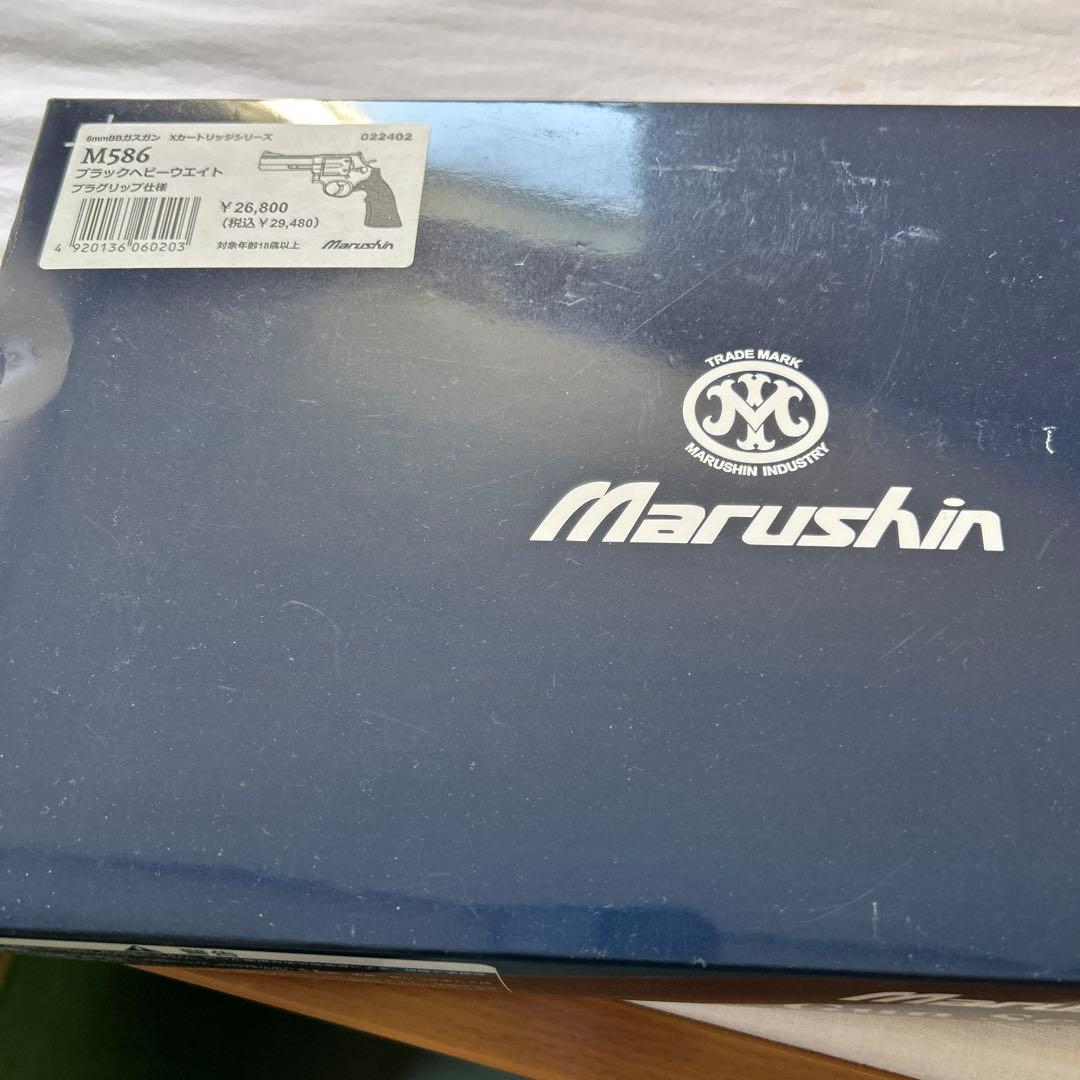 6mmBBガスガン Xカートリッジシリーズ 022402
M586
ブラックヘビーウエイト
プラグリップ仕様
￥26,800
(税込￥29,480)
4 920136 060203
対象年齢18歳以上 Marushin
TRADE MARK
MARUSHIN INDUSTRY
Marushin